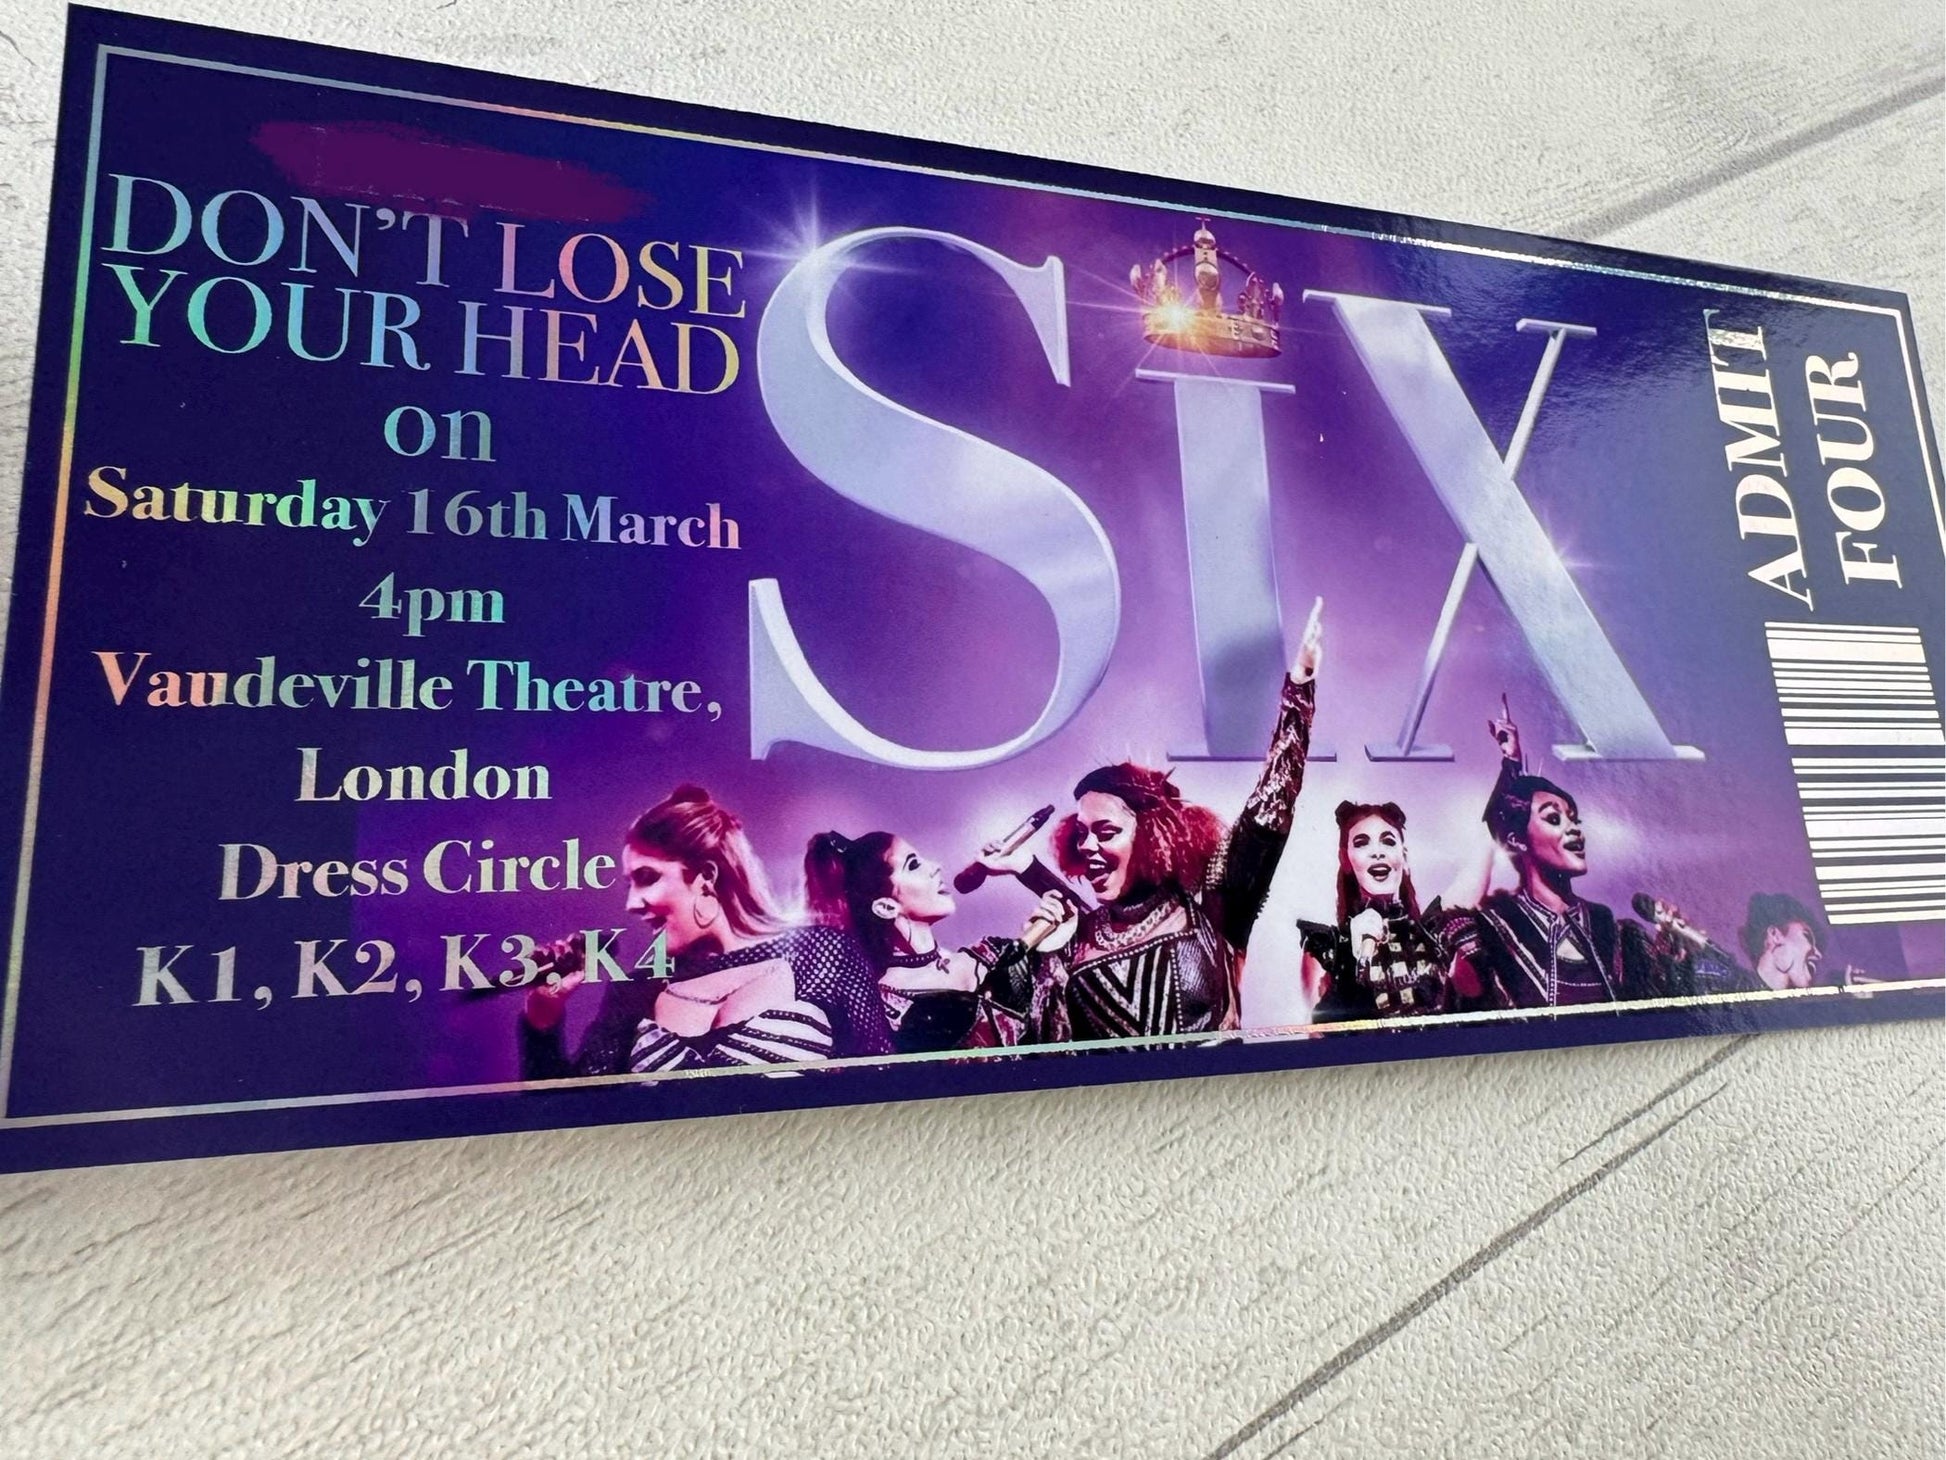 DON'T LOSE
YOUR HEAD
on
Saturday 16th March
4pm
Vaudeville Theatre,
London
Dress Circle
K1, K2, K3, K4
SIX
ADMIT
FOUR